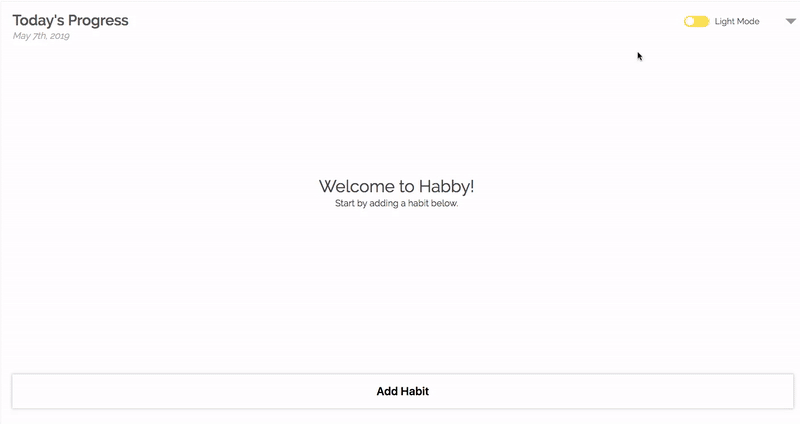 Today's Progress
May 7th, 2019
Light Mode
Welcome to Habby!
Start by adding a habit below.
Add Habit